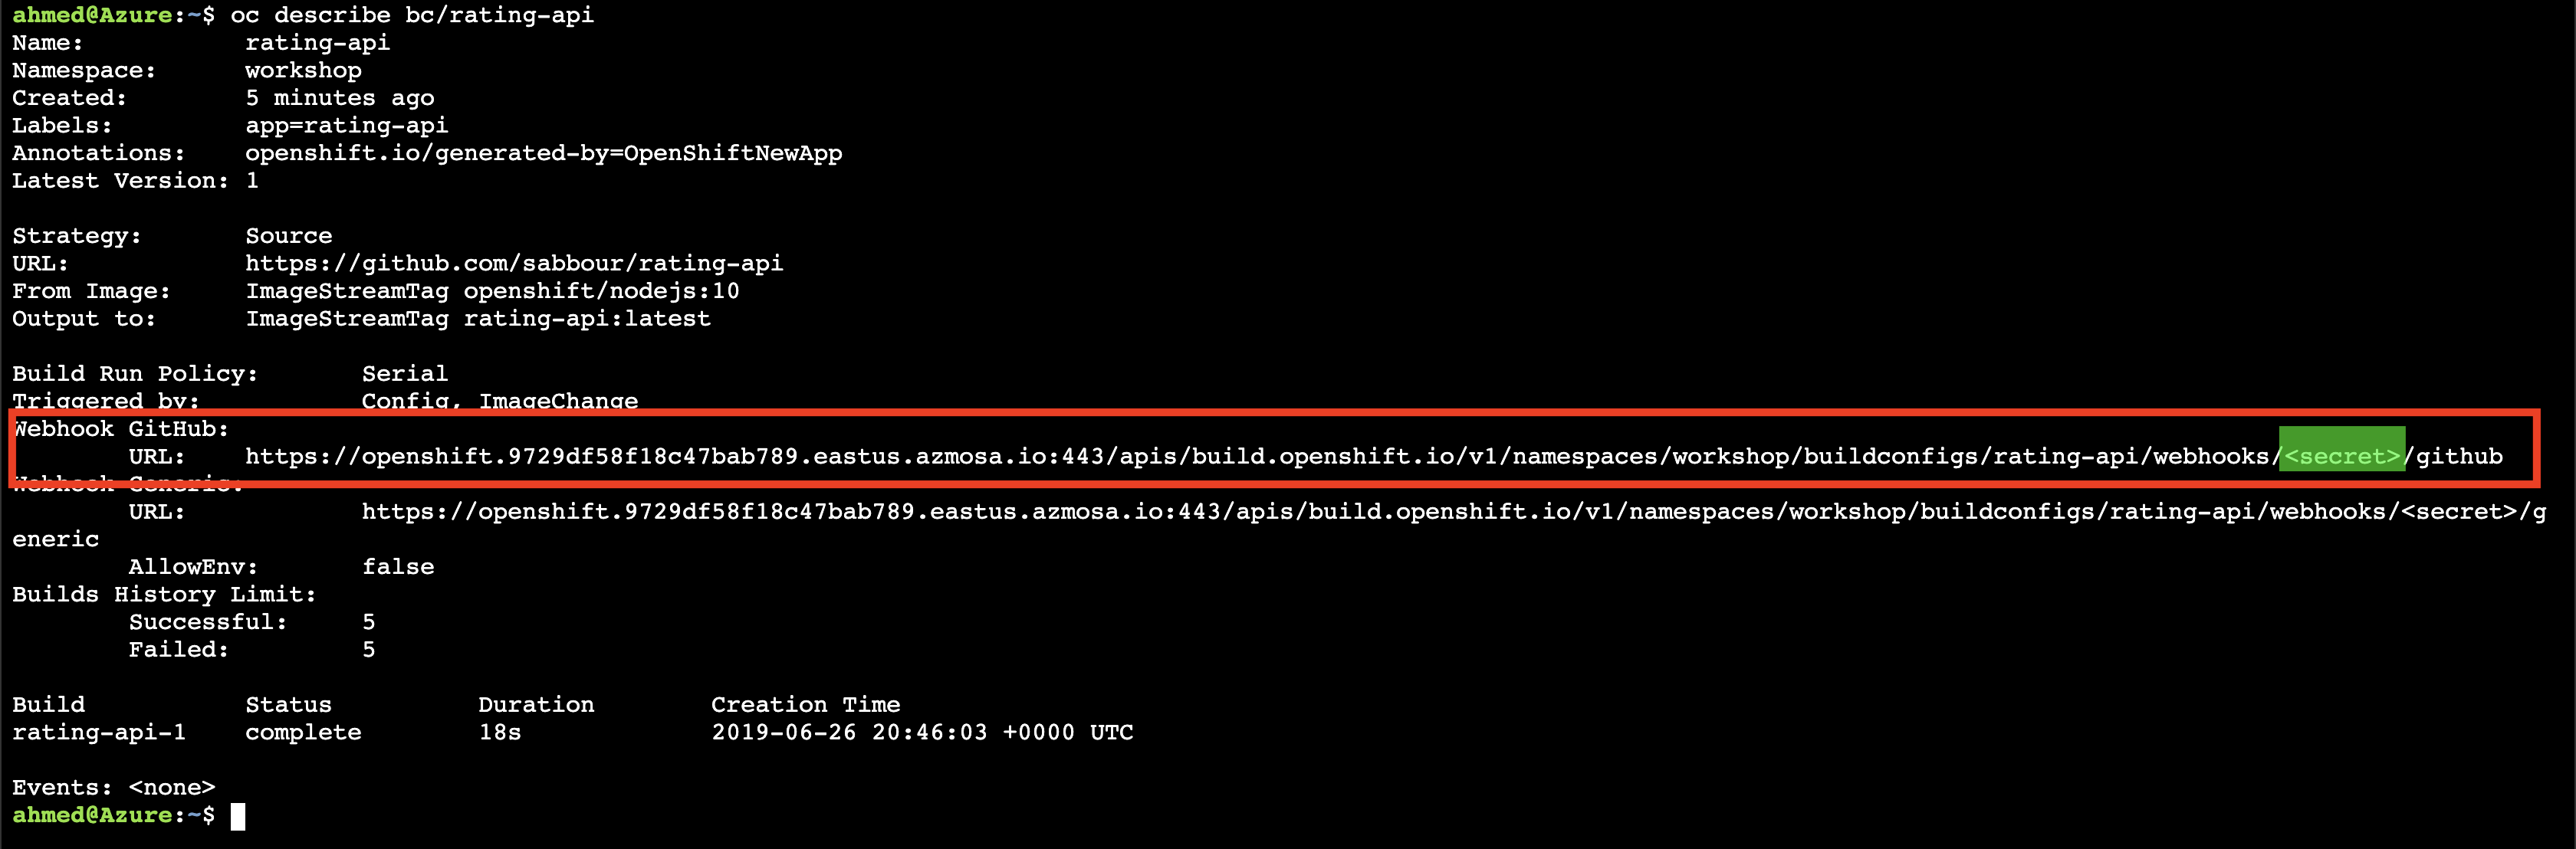 ahmed@Azure:~$ oc describe bc/rating-api
Name:           rating-api
Namespace:      workshop
Created:        5 minutes ago
Labels:         app=rating-api
Annotations:    openshift.io/generated-by=OpenShiftNewApp
Latest Version: 1
Strategy:       Source
URL:            https://github.com/sabbour/rating-api
From Image:     ImageStreamTag openshift/nodejs:10
Output to:      ImageStreamTag rating-api:latest
Build Run Policy:       Serial
Triggered by:           Config, ImageChange
Webhook GitHub:
        URL:    https://openshift.9729df58f18c47bab789.eastus.azmosa.io:443/apis/build.openshift.io/v1/namespaces/workshop/buildconfigs/rating-api/webhooks/<secret>/github
Webhook Generic:
        URL:            https://openshift.9729df58f18c47bab789.eastus.azmosa.io:443/apis/build.openshift.io/v1/namespaces/workshop/buildconfigs/rating-api/webhooks/<secret>/g
eneric
        AllowEnv:       false
Builds History Limit:
        Successful:     5
        Failed:         5
Build           Status          Duration        Creation Time
rating-api-1    complete        18s             2019-06-26 20:46:03 +0000 UTC
Events: <none>
ahmed@Azure:~$